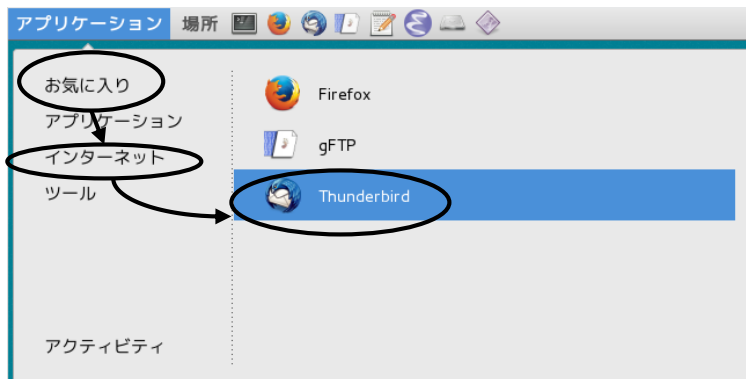 アプリケーション 場所
お気に入り
アプリケーション
インターネット
ツール
アクティビティ
Firefox
gFTP
Thunderbird